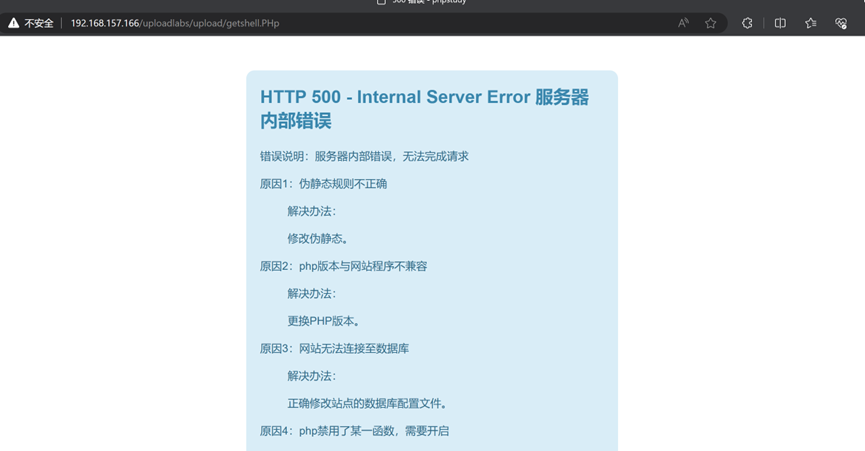 500 错误 - phpstudy
不安全 192.168.157.166/uploadlabs/upload/getshell.PHp
HTTP 500 - Internal Server Error 服务器
内部错误
错误说明：服务器内部错误，无法完成请求
原因1：伪静态规则不正确
解决办法：
修改伪静态。
原因2：php版本与网站程序不兼容
解决办法：
更换PHP版本。
原因3：网站无法连接至数据库
解决办法：
正确修改站点的数据库配置文件。
原因4：php禁用了某一函数，需要开启